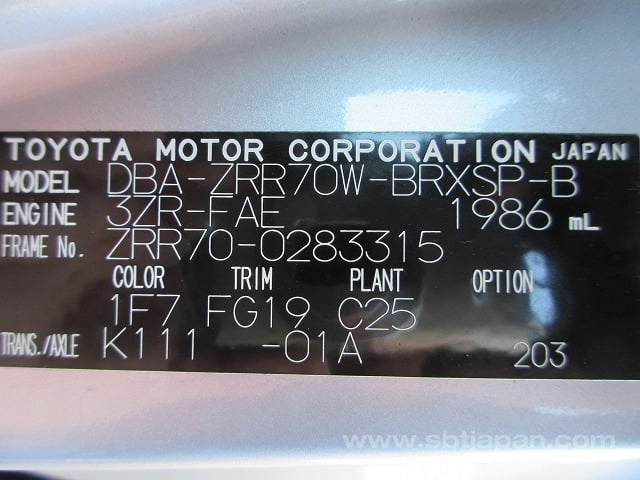 TOYOTA MOTOR CORPORATION JAPAN
MODEL DBA-ZRR70W-BRXSP-B
ENGINE 3ZR-FAE 1986 mL
FRAME No. ZRR70-0283315
COLOR TRIM PLANT OPTION
1F7 FG19 C25
TRANS./AXLE K111 -01A 203
www.sbtjapan.com